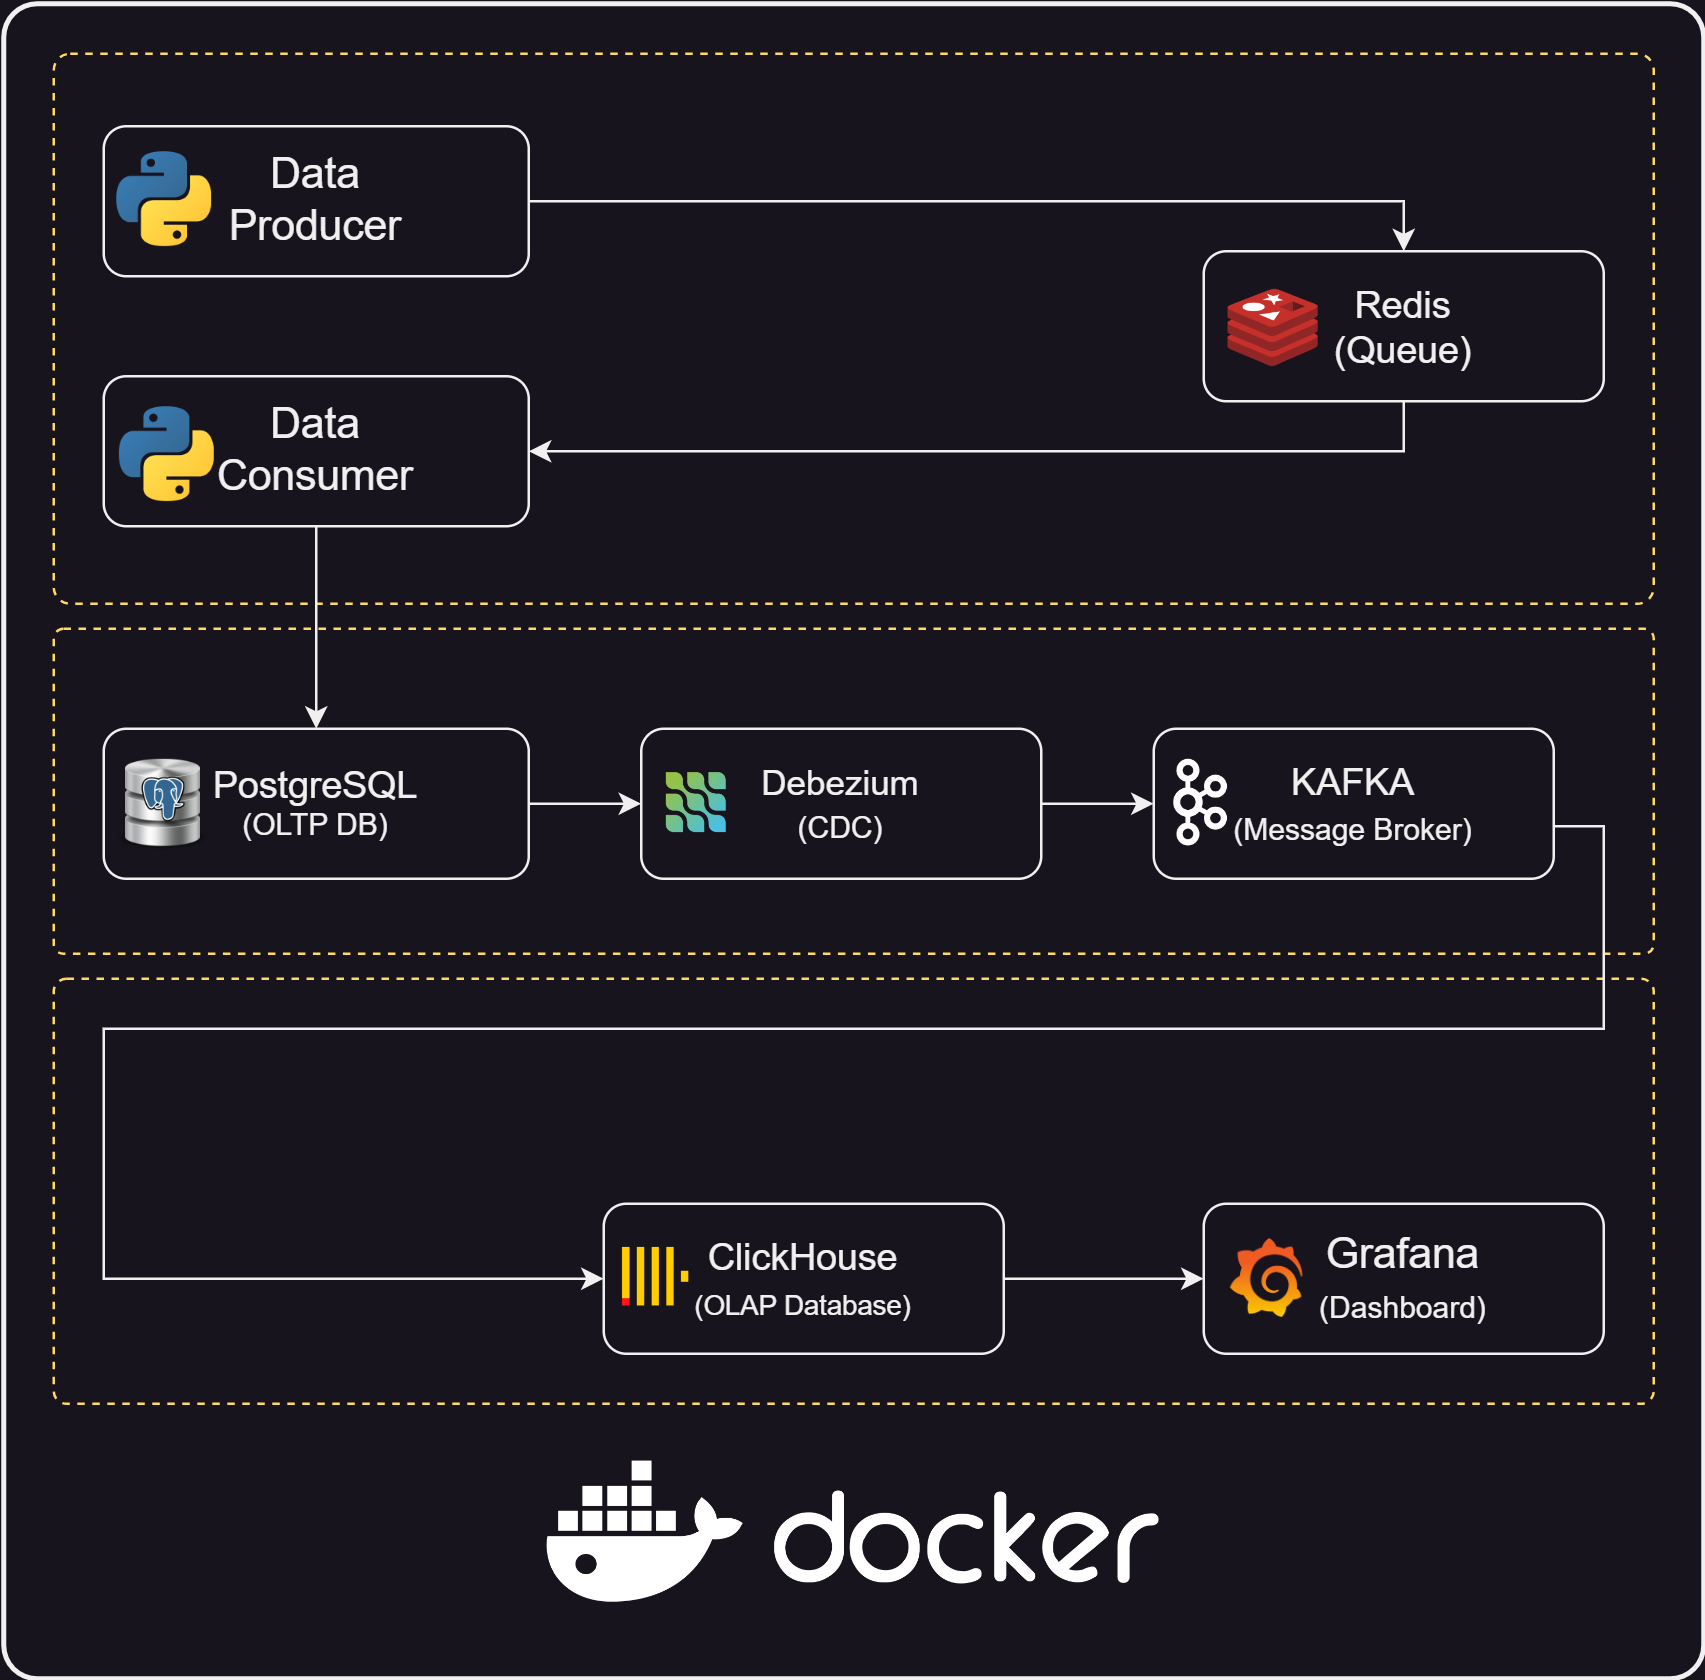 Data
Producer
Redis
(Queue)
Data
Consumer
PostgreSQL
(OLTP DB)
Debezium
(CDC)
KAFKA
(Message Broker)
ClickHouse
(OLAP Database)
Grafana
(Dashboard)
docker